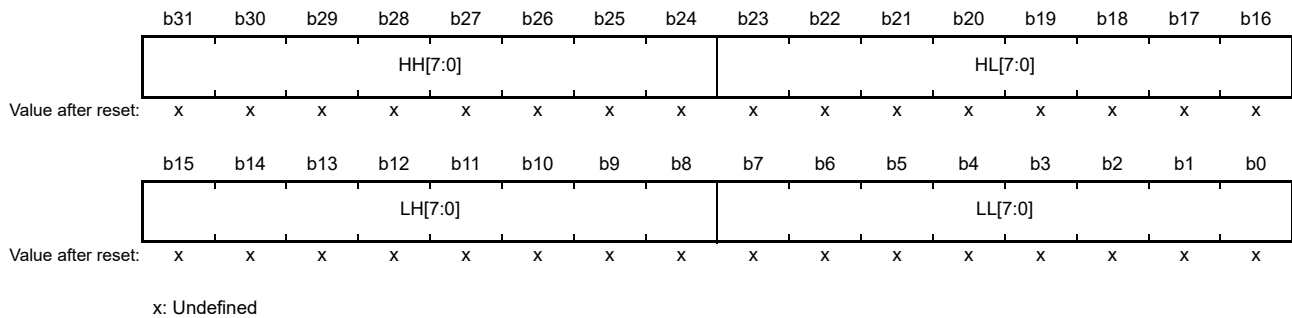 b31 b30 b29 b28 b27 b26 b25 b24 b23 b22 b21 b20 b19 b18 b17 b16
HH[7:0] HL[7:0]
Value after reset: x x x x x x x x x x x x x x x x
b15 b14 b13 b12 b11 b10 b9 b8 b7 b6 b5 b4 b3 b2 b1 b0
LH[7:0] LL[7:0]
Value after reset: x x x x x x x x x x x x x x x x
x: Undefined